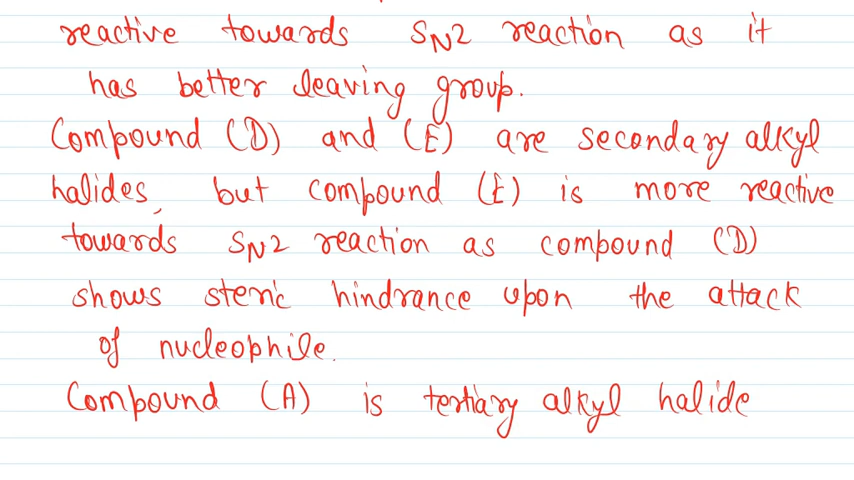 reactive towards SN2 reaction as it
has better leaving group.
Compound (D) and (E) are secondary alkyl
halides, but compound (E) is more reactive
towards SN2 reaction as compound (D)
shows steric hindrance upon the attack
of nucleophile.
Compound (A) is tertiary alkyl halide